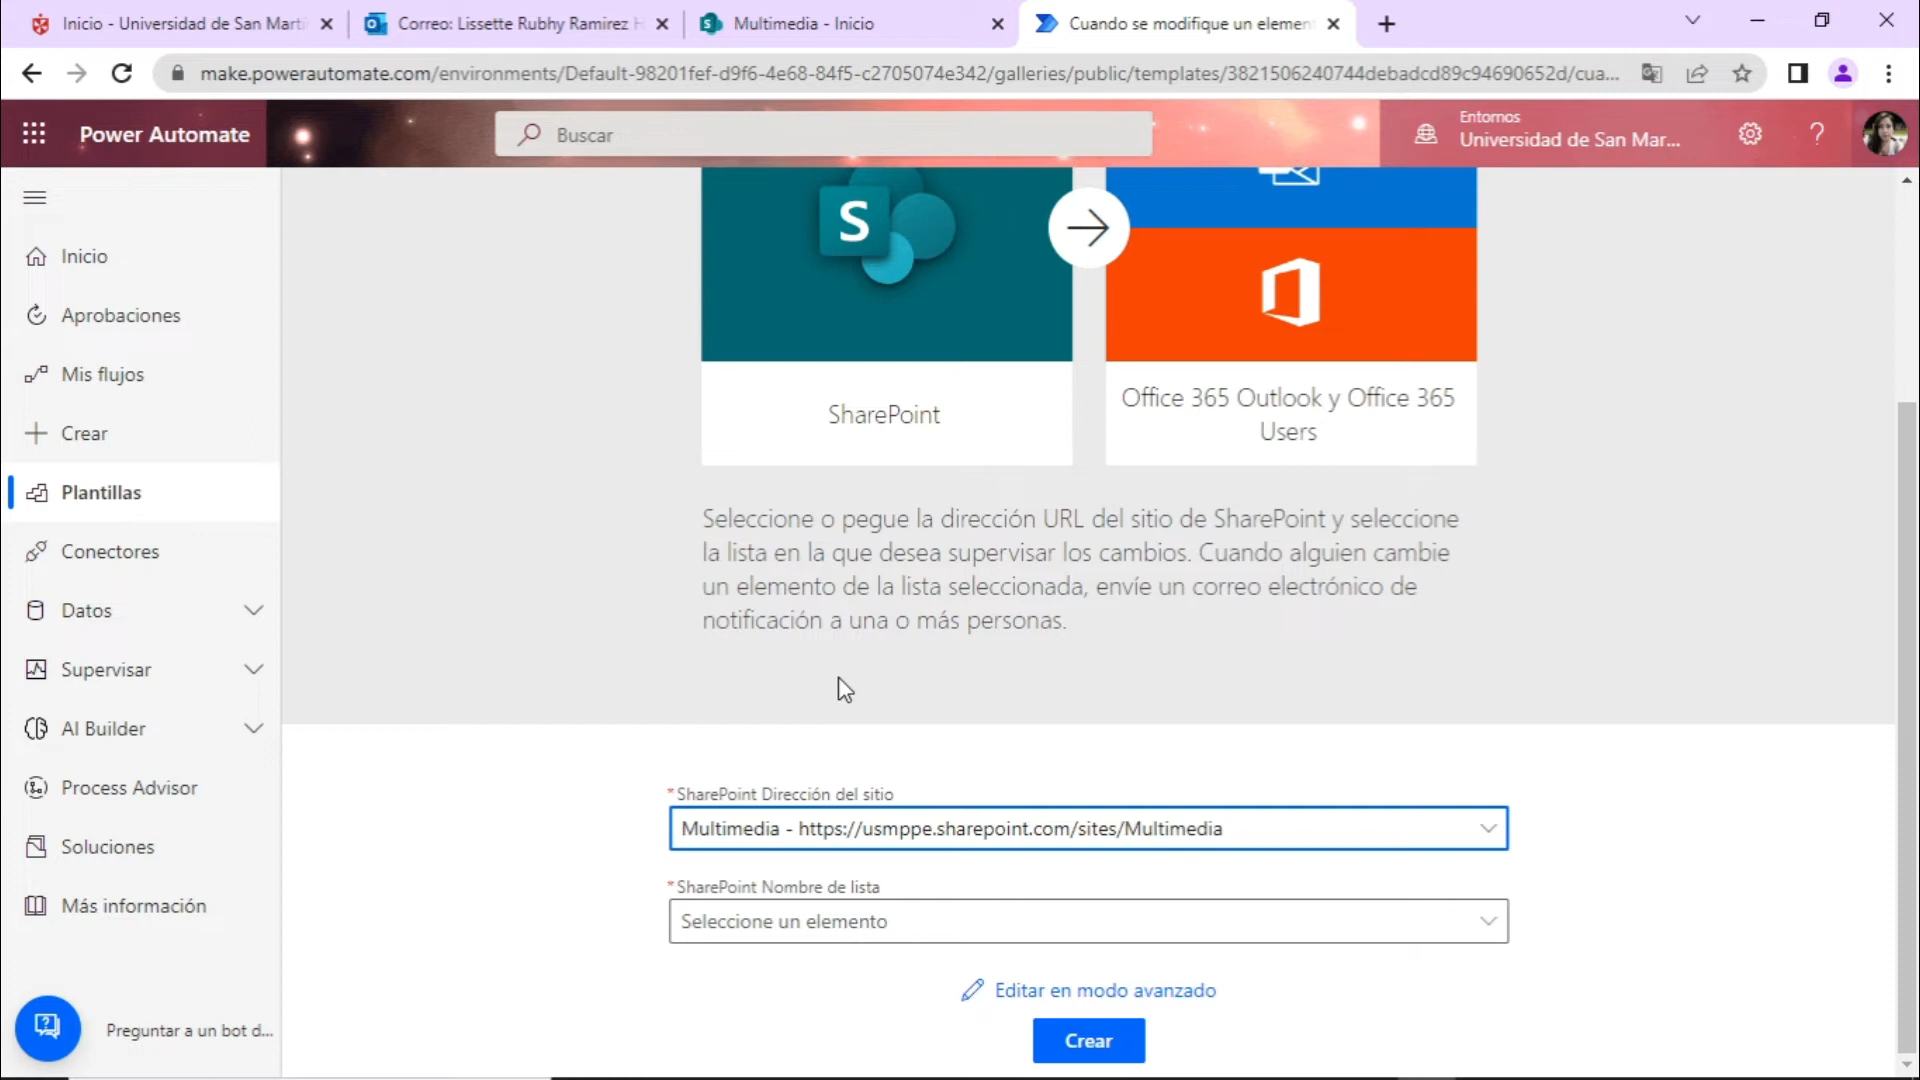 Inicio - Universidad de San Martí
Correo: Lissette Rubhy Ramirez H
Multimedia - Inicio
Cuando se modifique un elemen
make.powerautomate.com/environments/Default-98201fef-d9f6-4e68-84f5-c2705074e342/galleries/public/templates/3821506240744debadcd89c94690652d/cua...
Power Automate
Buscar
Entornos
Universidad de San Mar...
Inicio
Aprobaciones
Mis flujos
Crear
Plantillas
Conectores
Datos
Supervisar
AI Builder
Process Advisor
Soluciones
Más información
Preguntar a un bot d...
S
SharePoint
Office 365 Outlook y Office 365
Users
Seleccione o pegue la dirección URL del sitio de SharePoint y seleccione
la lista en la que desea supervisar los cambios. Cuando alguien cambie
un elemento de la lista seleccionada, envíe un correo electrónico de
notificación a una o más personas.
*SharePoint Dirección del sitio
Multimedia - https://usmppe.sharepoint.com/sites/Multimedia
*SharePoint Nombre de lista
Seleccione un elemento
Editar en modo avanzado
Crear